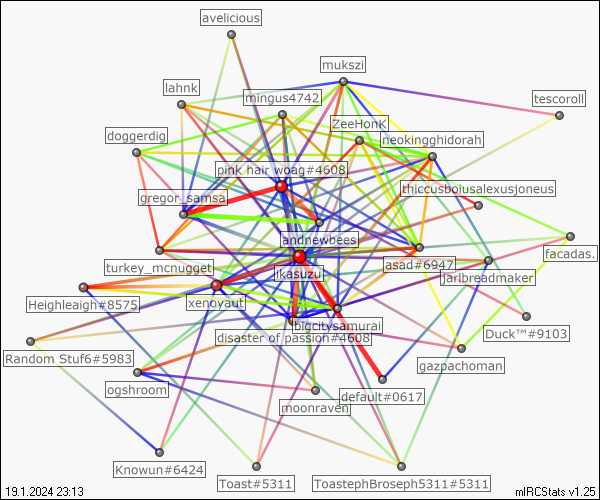 avelicious
mukszi
lahnk
mingus4742
tescoroll
ZeeHonK
doggerdig
neokingghidorah
pink hair woag#4608
thiccusboiusalexusjoneus
gregor_samsa
andnewbees
facadas.
turkey_mcnugget
ikasuzu
asad#6947
jarlbreadmaker
Heighleaigh#8575
xenoyaut
bigcitysamurai
Duck™#9103
disaster of passion#4608
Random Stuf6#5983
gazpachoman
ogshroom
default#0617
moonraven
Knowun#6424
Toast#5311
ToastephBroseph5311#5311
19.1.2024 23:13
mIRCStats v1.25